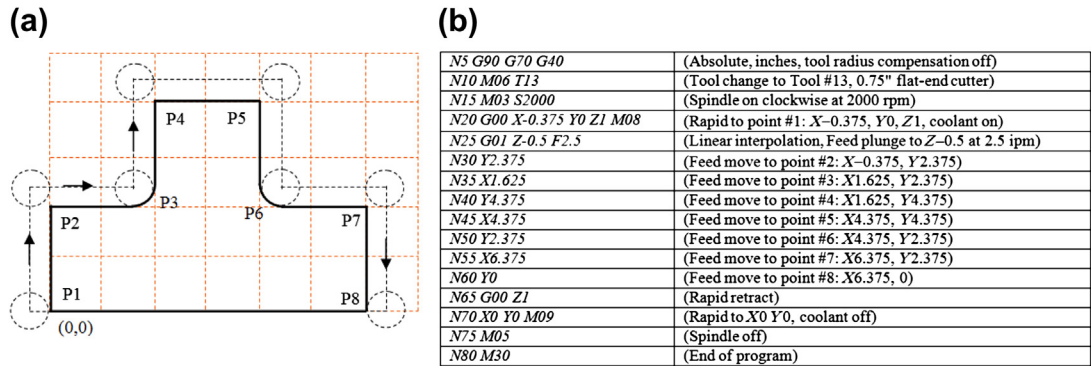 (a)
(b)
P4 P5
P3 P6
P2 P7
P1 P8
(0,0)
N5 G90 G70 G40 (Absolute, inches, tool radius compensation off)
N10 M06 T13 (Tool change to Tool #13, 0.75" flat-end cutter)
N15 M03 S2000 (Spindle on clockwise at 2000 rpm)
N20 G00 X-0.375 Y0 Z1 M08 (Rapid to point #1: X−0.375, Y0, Z1, coolant on)
N25 G01 Z-0.5 F2.5 (Linear interpolation, Feed plunge to Z−0.5 at 2.5 ipm)
N30 Y2.375 (Feed move to point #2: X−0.375, Y2.375)
N35 X1.625 (Feed move to point #3: X1.625, Y2.375)
N40 Y4.375 (Feed move to point #4: X1.625, Y4.375)
N45 X4.375 (Feed move to point #5: X4.375, Y4.375)
N50 Y2.375 (Feed move to point #6: X4.375, Y2.375)
N55 X6.375 (Feed move to point #7: X6.375, Y2.375)
N60 Y0 (Feed move to point #8: X6.375, 0)
N65 G00 Z1 (Rapid retract)
N70 X0 Y0 M09 (Rapid to X0 Y0, coolant off)
N75 M05 (Spindle off)
N80 M30 (End of program)